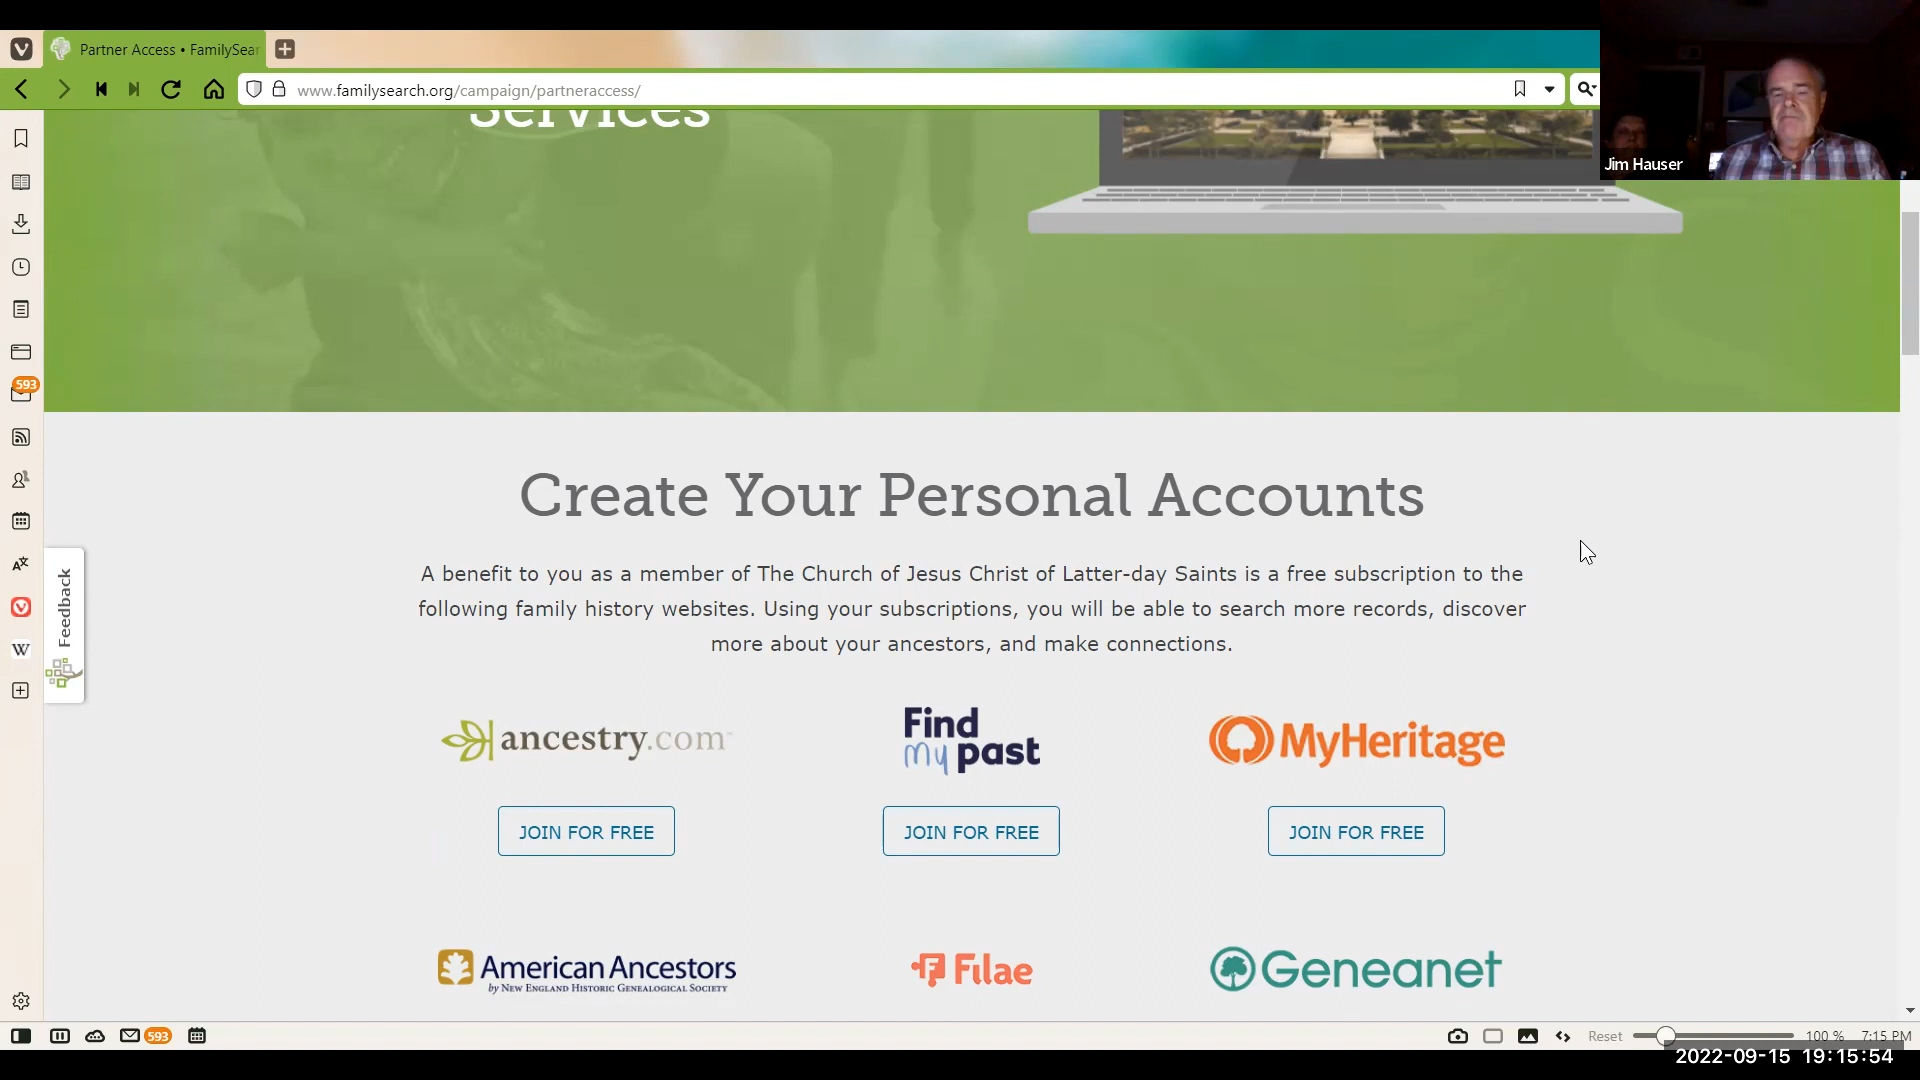 Partner Access • FamilySear
www.familysearch.org/campaign/partneraccess/
Services
Jim Hauser
593
Feedback
Create Your Personal Accounts
A benefit to you as a member of The Church of Jesus Christ of Latter-day Saints is a free subscription to the
following family history websites. Using your subscriptions, you will be able to search more records, discover
more about your ancestors, and make connections.
ancestry.com
Find
my past
MyHeritage
JOIN FOR FREE
JOIN FOR FREE
JOIN FOR FREE
American Ancestors
by NEW ENGLAND HISTORIC GENEALOGICAL SOCIETY
Filae
Geneanet
W
593
Reset
100 %
7:15 PM
2022-09-15 19:15:54